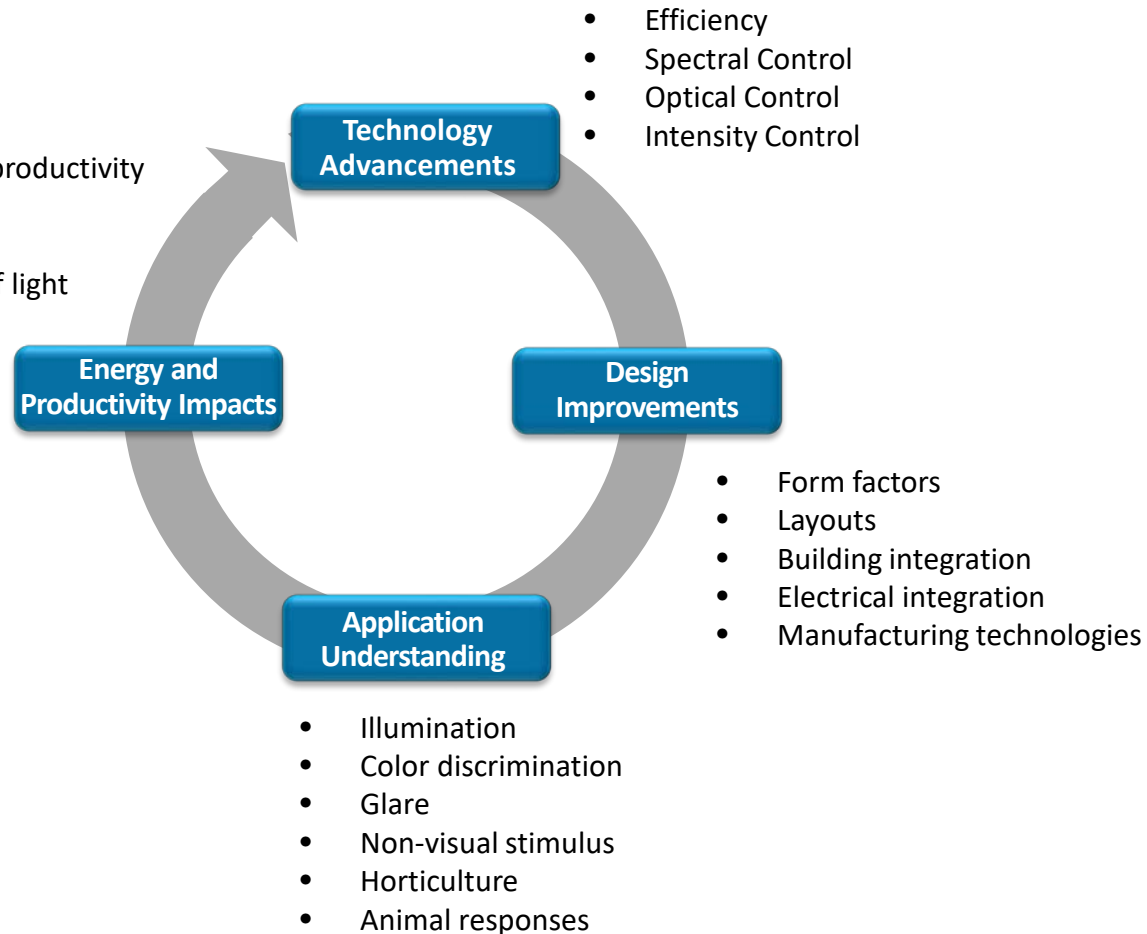 • Efficiency
• Spectral Control
• Optical Control
• Intensity Control
Technology
Advancements
productivity
light
Energy and
Productivity Impacts
Design
Improvements
• Form factors
• Layouts
• Building integration
• Electrical integration
• Manufacturing technologies
Application
Understanding
• Illumination
• Color discrimination
• Glare
• Non-visual stimulus
• Horticulture
• Animal responses